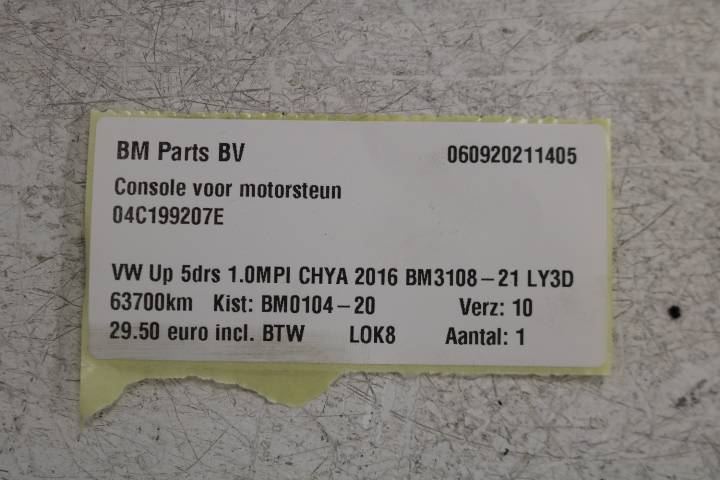 BM Parts BV 060920211405
Console voor motorsteun
04C199207E
VW Up 5drs 1.0MPI CHYA 2016 BM3108-21 LY3D
63700km Kist: BM0104-20 Verz: 10
29.50 euro incl. BTW LOK8 Aantal: 1